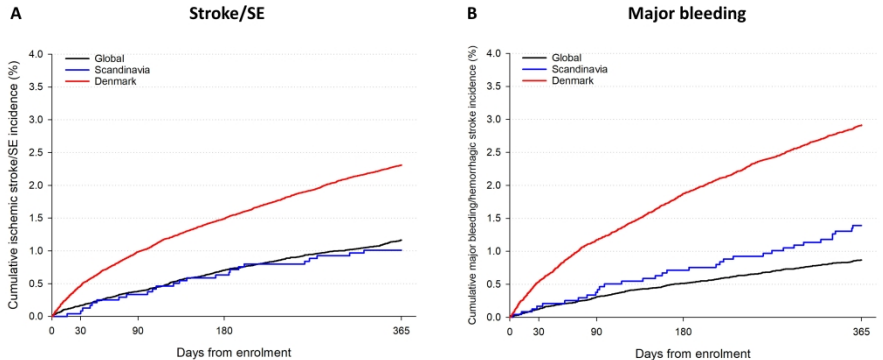 A
Stroke/SE
Cumulative ischemic stroke/SE incidence (%)
4.0
3.5
3.0
2.5
2.0
1.5
1.0
0.5
0.0
Global
Scandinavia
Denmark
0 30 90 180 365
Days from enrolment
B
Major bleeding
Cumulative major bleeding/hemorrhagic stroke incidence (%)
4.0
3.5
3.0
2.5
2.0
1.5
1.0
0.5
0.0
Global
Scandinavia
Denmark
0 30 90 180 365
Days from enrolment